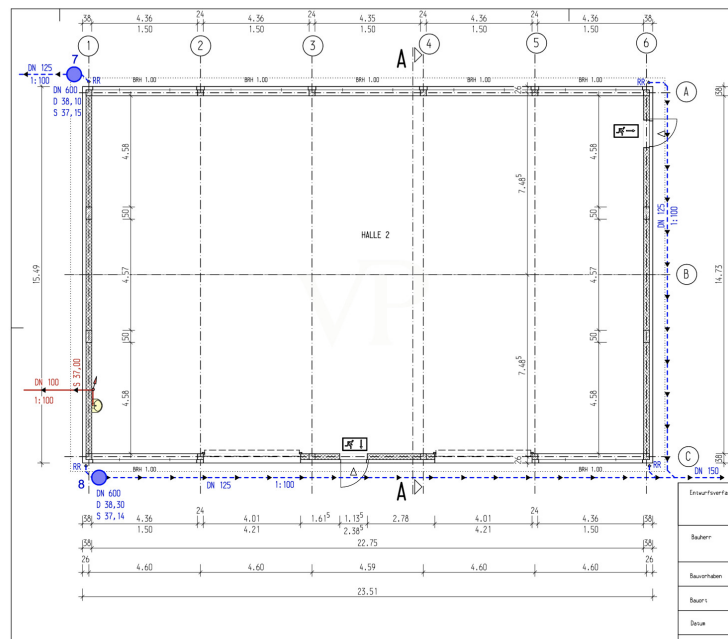 38 4.36 24 4.36 24 4.35 24 4.36 24 4.36 38
1.50 1.50 1.50 1.50 1.50
1 2 3 4 5 6
A
7
DN 125
1:100
RR
BRH 1.00 BRH 1.00 BRH 1.00 BRH 1.00 BRH 1.00
RR
DN 600
D 38,10
S 37,15
26
A
38
38
4.58
7.48⁵
4.58
DN 125
1:100
50
50
HALLE 2
15.49
4.57
4.57
B
14.73
VP
50
50
S 37,00
DN 100
1:100
4.58
7.48⁵
4.58
RR
BRH 1.00
26
BRH 1.00
RR
C
38
DN 150
8
DN 125
1:100
A
DN 600
D 38,30
S 37,14
Entwurfsverfa
38 4.36 24 4.01 1.61⁵ 1.13⁵ 2.78 4.01 24 4.36 38
1.50 4.21 2.38⁵ 4.21 1.50
38 22.75 38
26 4.60 4.60 4.59 4.60 4.60 26
23.51
Bauherr
Bauvorhaben
Bauort
Datum